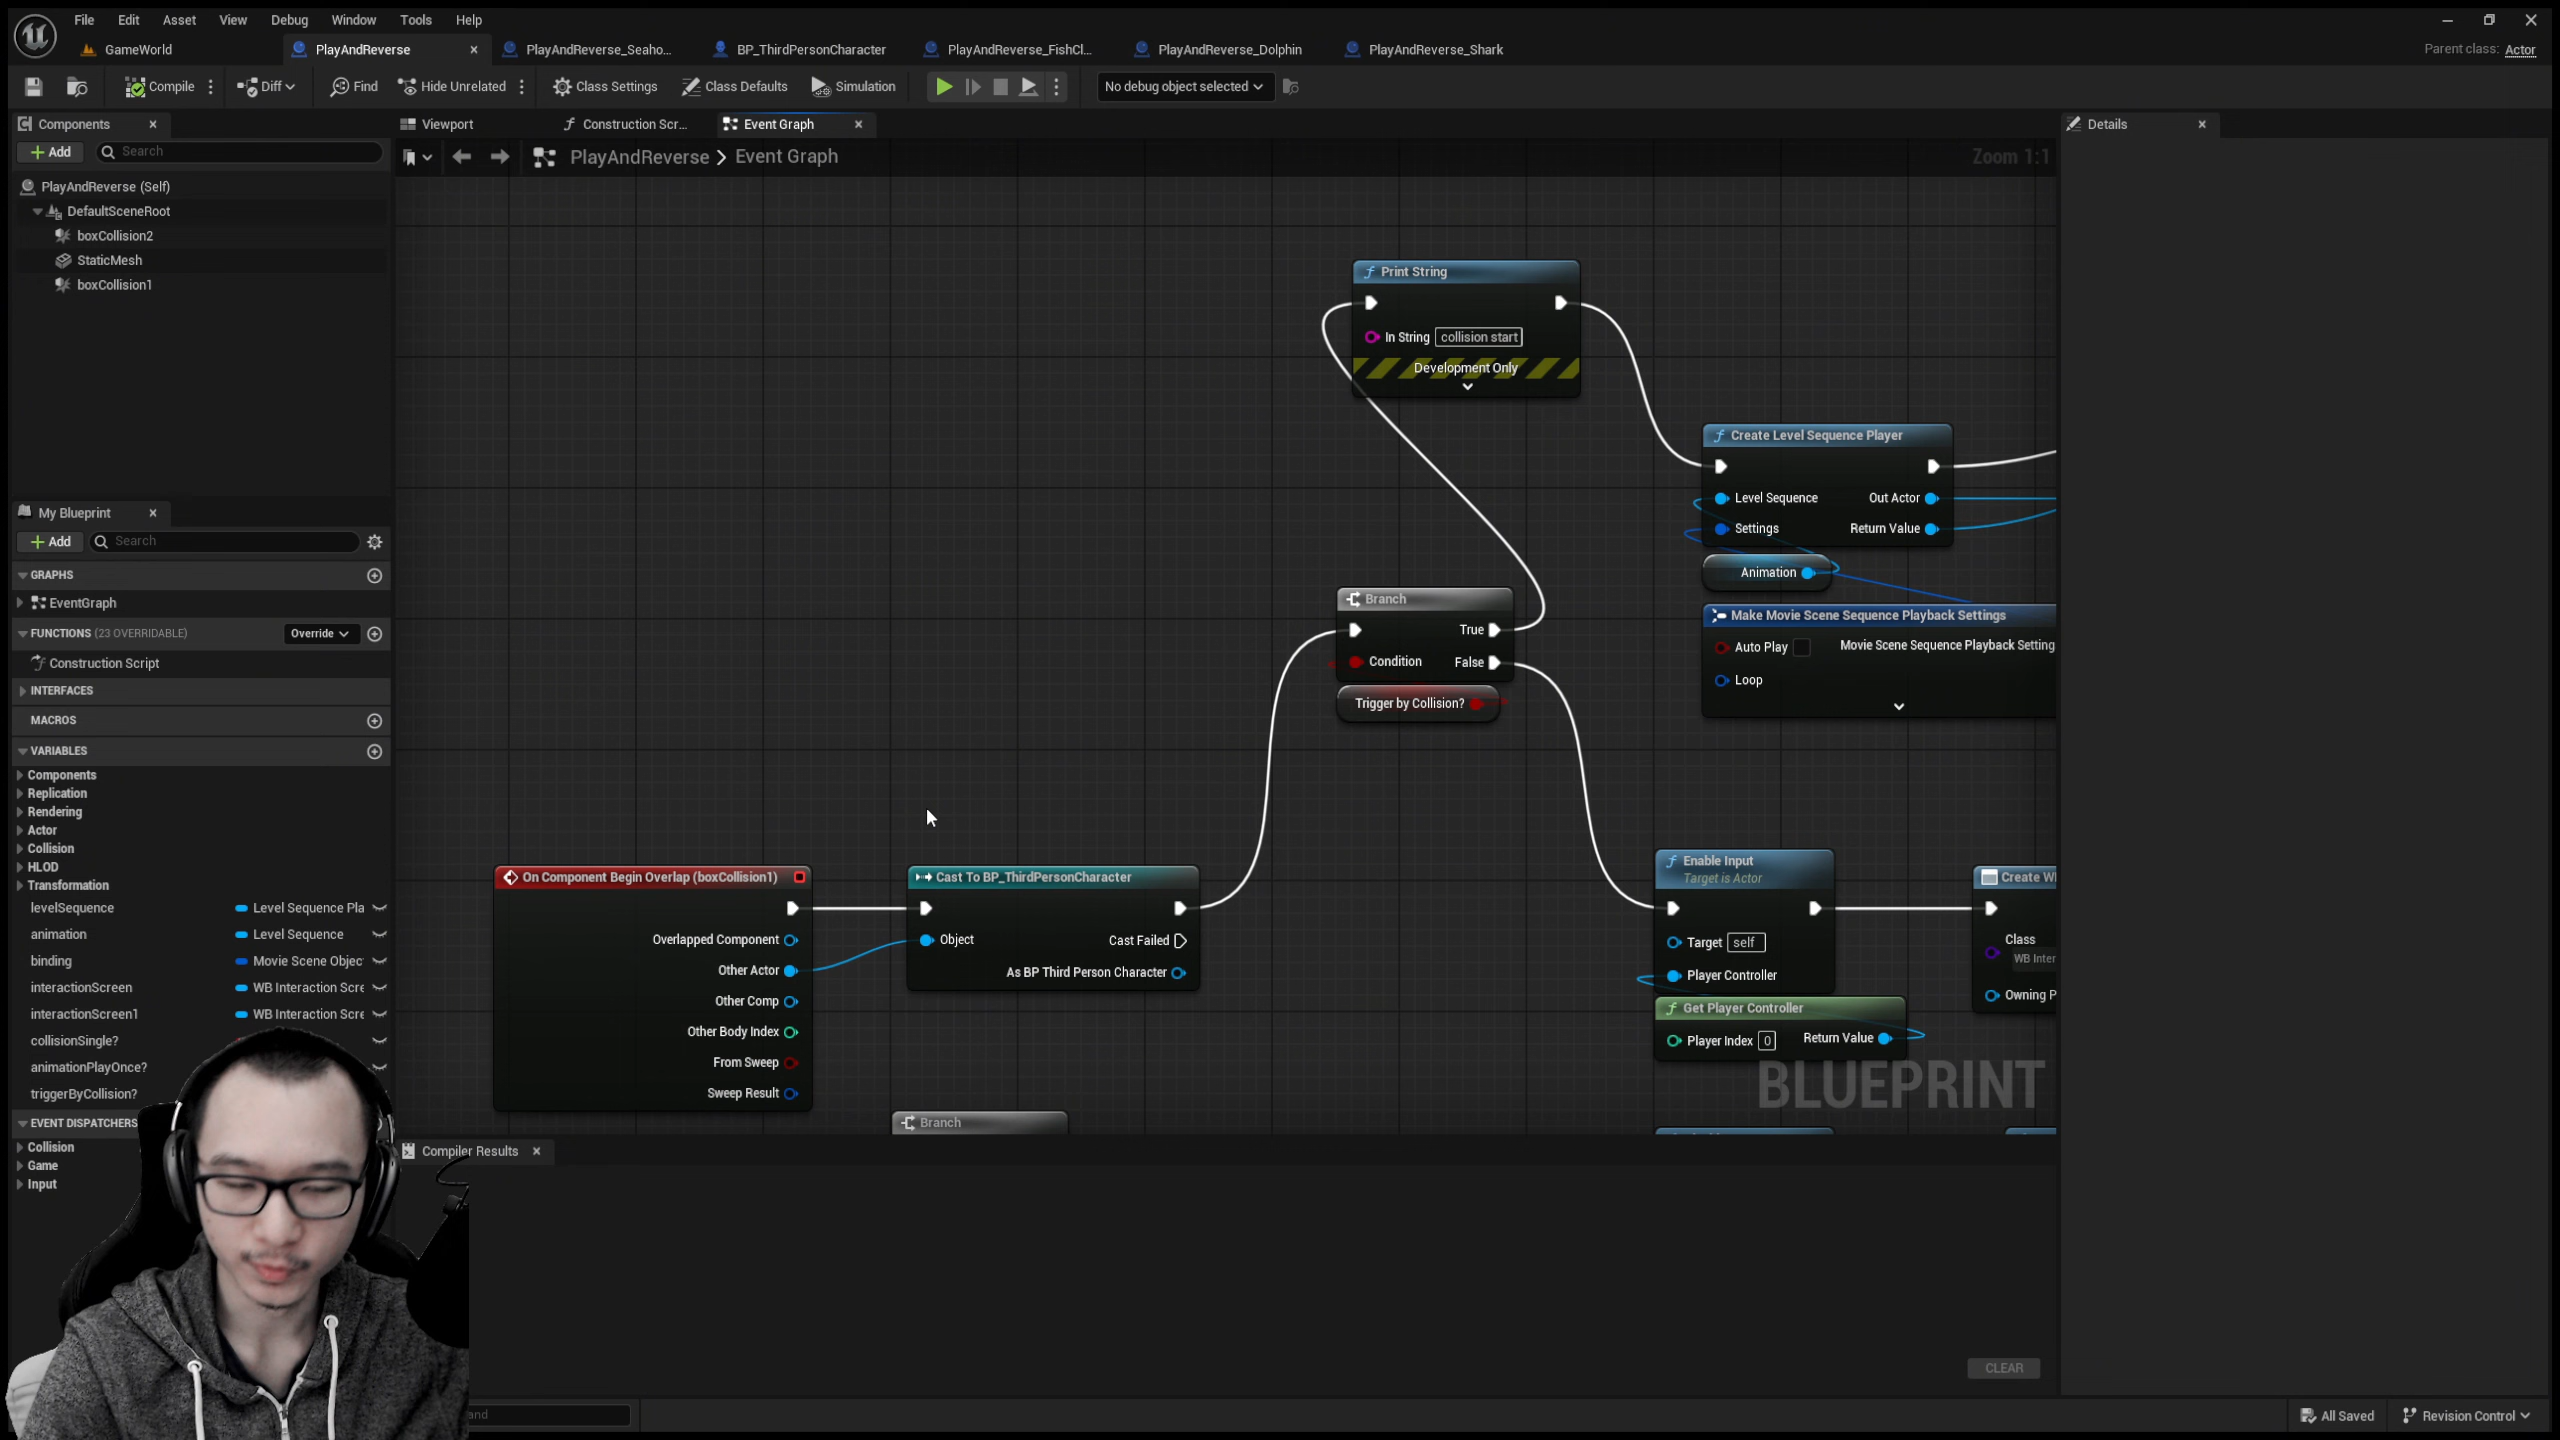 File Edit Asset View Debug Window Tools Help
GameWorld PlayAndReverse PlayAndReverse_Seaho... BP_ThirdPersonCharacter PlayAndReverse_FishCl... PlayAndReverse_Dolphin PlayAndReverse_Shark Parent class: Actor
Compile Diff Find Hide Unrelated Class Settings Class Defaults Simulation No debug object selected
Components Viewport Construction Scr... Event Graph Details
Add Search
PlayAndReverse > Event Graph Zoom 1:1
PlayAndReverse (Self)
DefaultSceneRoot
boxCollision2
StaticMesh
boxCollision1
My Blueprint
Add Search
GRAPHS
EventGraph
FUNCTIONS (23 OVERRIDABLE) Override
Construction Script
INTERFACES
MACROS
VARIABLES
Components
Replication
Rendering
Actor
Collision
HLOD
Transformation
levelSequence Level Sequence Pla
animation Level Sequence
binding Movie Scene Objec
interactionScreen WB Interaction Scre
interactionScreen1 WB Interaction Scre
collisionSingle?
animationPlayOnce?
triggerByCollision?
EVENT DISPATCHERS
Collision
Game
Input
Print String
In String collision start
Development Only
Create Level Sequence Player
Level Sequence Out Actor
Settings Return Value
Animation
Make Movie Scene Sequence Playback Settings
Auto Play Movie Scene Sequence Playback Setting
Loop
Branch
True
Condition False
Trigger by Collision?
On Component Begin Overlap (boxCollision1)
Overlapped Component
Other Actor
Other Comp
Other Body Index
From Sweep
Sweep Result
Cast To BP_ThirdPersonCharacter
Object Cast Failed
As BP Third Person Character
Branch
Enable Input
Target is Actor
Target self
Player Controller
Get Player Controller
Player Index 0 Return Value
Create WI
Class
WB Inter
Owning P
BLUEPRINT
Compiler Results
CLEAR
and
All Saved Revision Control